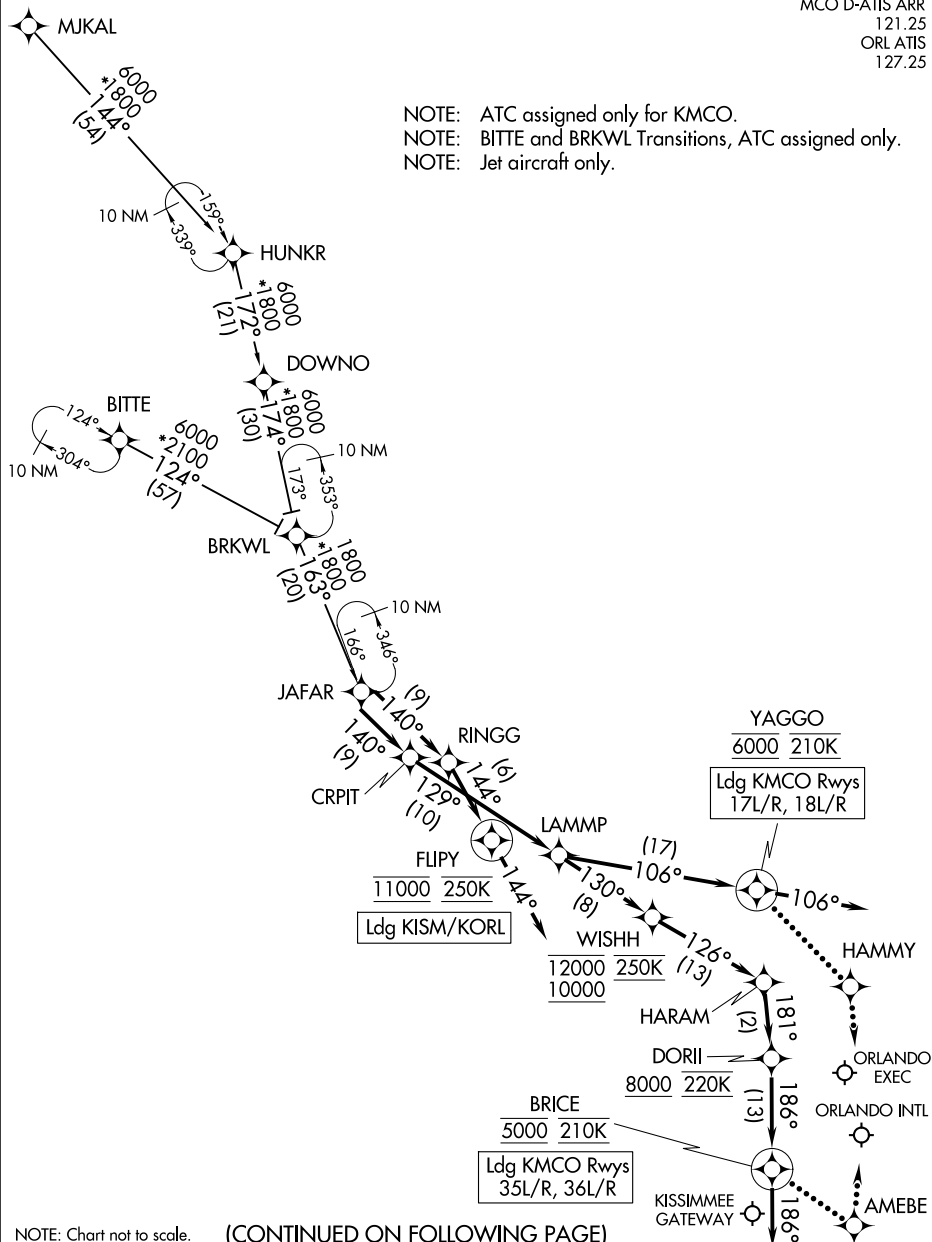 MCO D-ATIS ARR
121.25
ORL ATIS
127.25
MJKAL
6000
*1800
144°
(54)
NOTE: ATC assigned only for KMCO.
NOTE: BITTE and BRKWL Transitions, ATC assigned only.
NOTE: Jet aircraft only.
10 NM
159°
339°
HUNKR
6000
*1800
172°
(21)
DOWNO
6000
*1800
174°
(30)
BITTE
124°
304°
10 NM
6000
*2100
124°
(57)
10 NM
173°
353°
BRKWL
1800
*1800
163°
(20)
10 NM
166°
346°
JAFAR
(9)
140°
140°
(9)
RINGG
(6)
144°
CRPIT
129°
(10)
YAGGO
6000 210K
Ldg KMCO Rwys
17L/R, 18L/R
LAMMP
(17)
106°
106°
FLIPY
11000 250K
Ldg KISM/KORL
144°
130°
(8)
WISHH
12000 250K
10000
126°
(13)
HAMMY
HARAM
181°
(2)
DORII
8000 220K
ORLANDO
EXEC
186°
(13)
BRICE
5000 210K
Ldg KMCO Rwys
35L/R, 36L/R
ORLANDO INTL
KISSIMMEE
GATEWAY
186°
AMEBE
NOTE: Chart not to scale.
(CONTINUED ON FOLLOWING PAGE)